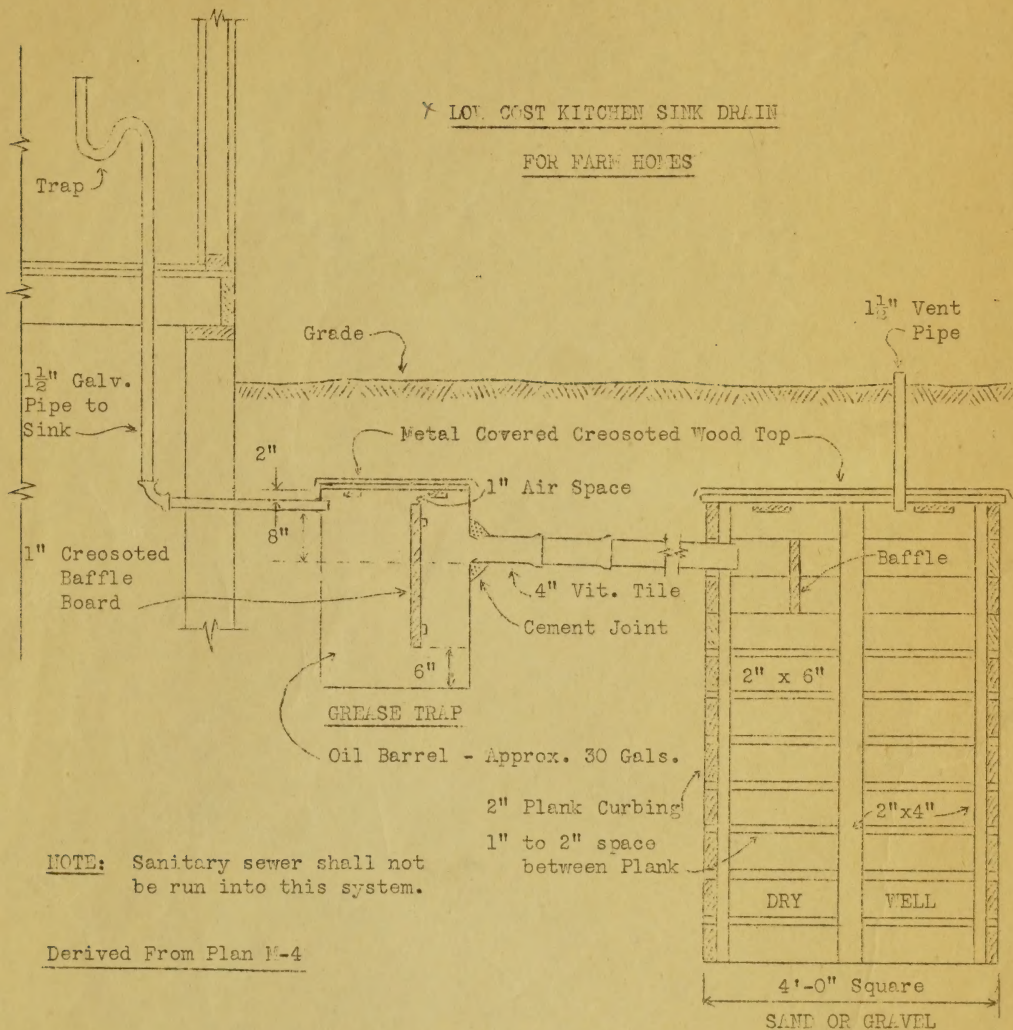 LOW COST KITCHEN SINK DRAIN
FOR FARM HOMES
Trap
Grade
1½" Vent
Pipe
1½" Galv.
Pipe to
Sink
Metal Covered Creosoted Wood Top
2"
1" Air Space
8"
1" Creosoted
Baffle
Board
Baffle
4" Vit. Tile
Cement Joint
6"
2" x 6"
GREASE TRAP
Oil Barrel - Approx. 30 Gals.
2" Plank Curbing
2"x4"
1" to 2" space
between Plank
NOTE: Sanitary sewer shall not
be run into this system.
DRY WELL
Derived From Plan M-4
4'-0" Square
SAND OR GRAVEL